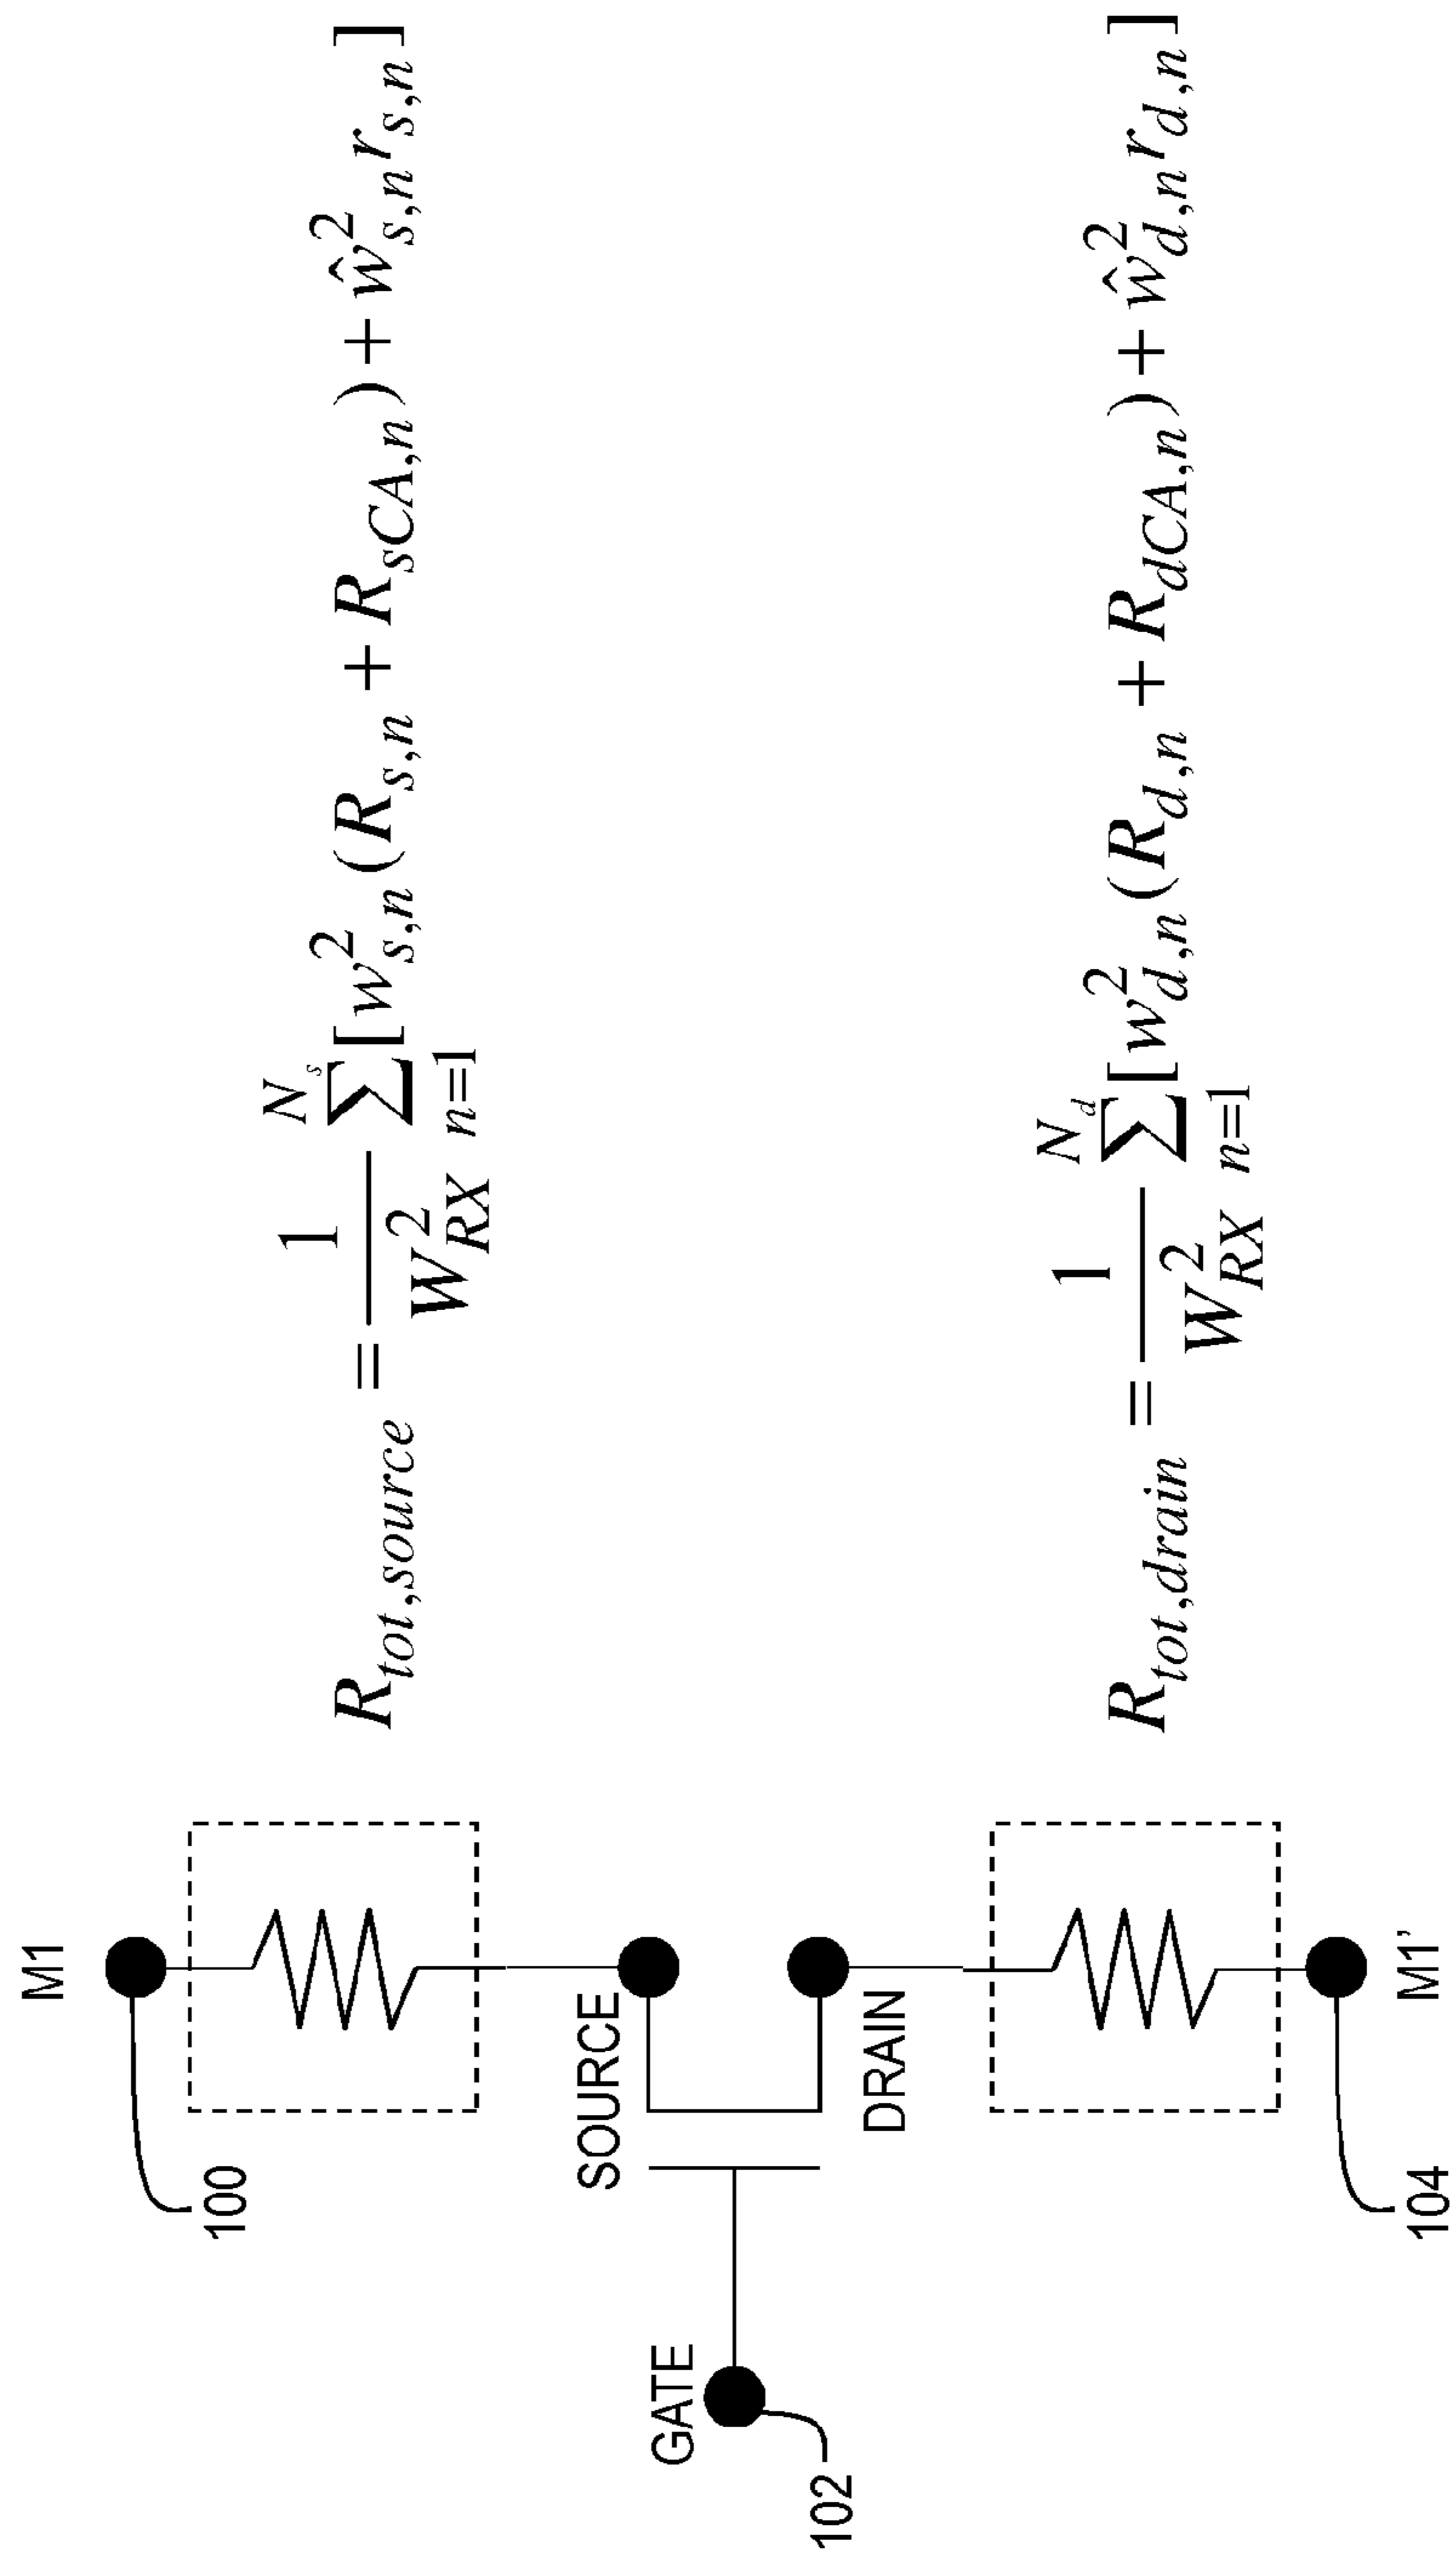 M1
100
R_{tot,source} = \frac{1}{W_{RX}^2} \sum_{n=1}^{N_s} [w_{s,n}^2 (R_{s,n} + R_{sCA,n}) + \hat{w}_{s,n}^2 r_{s,n}]
SOURCE
GATE
102
DRAIN
R_{tot,drain} = \frac{1}{W_{RX}^2} \sum_{n=1}^{N_d} [w_{d,n}^2 (R_{d,n} + R_{dCA,n}) + \hat{w}_{d,n}^2 r_{d,n}]
104
M1’